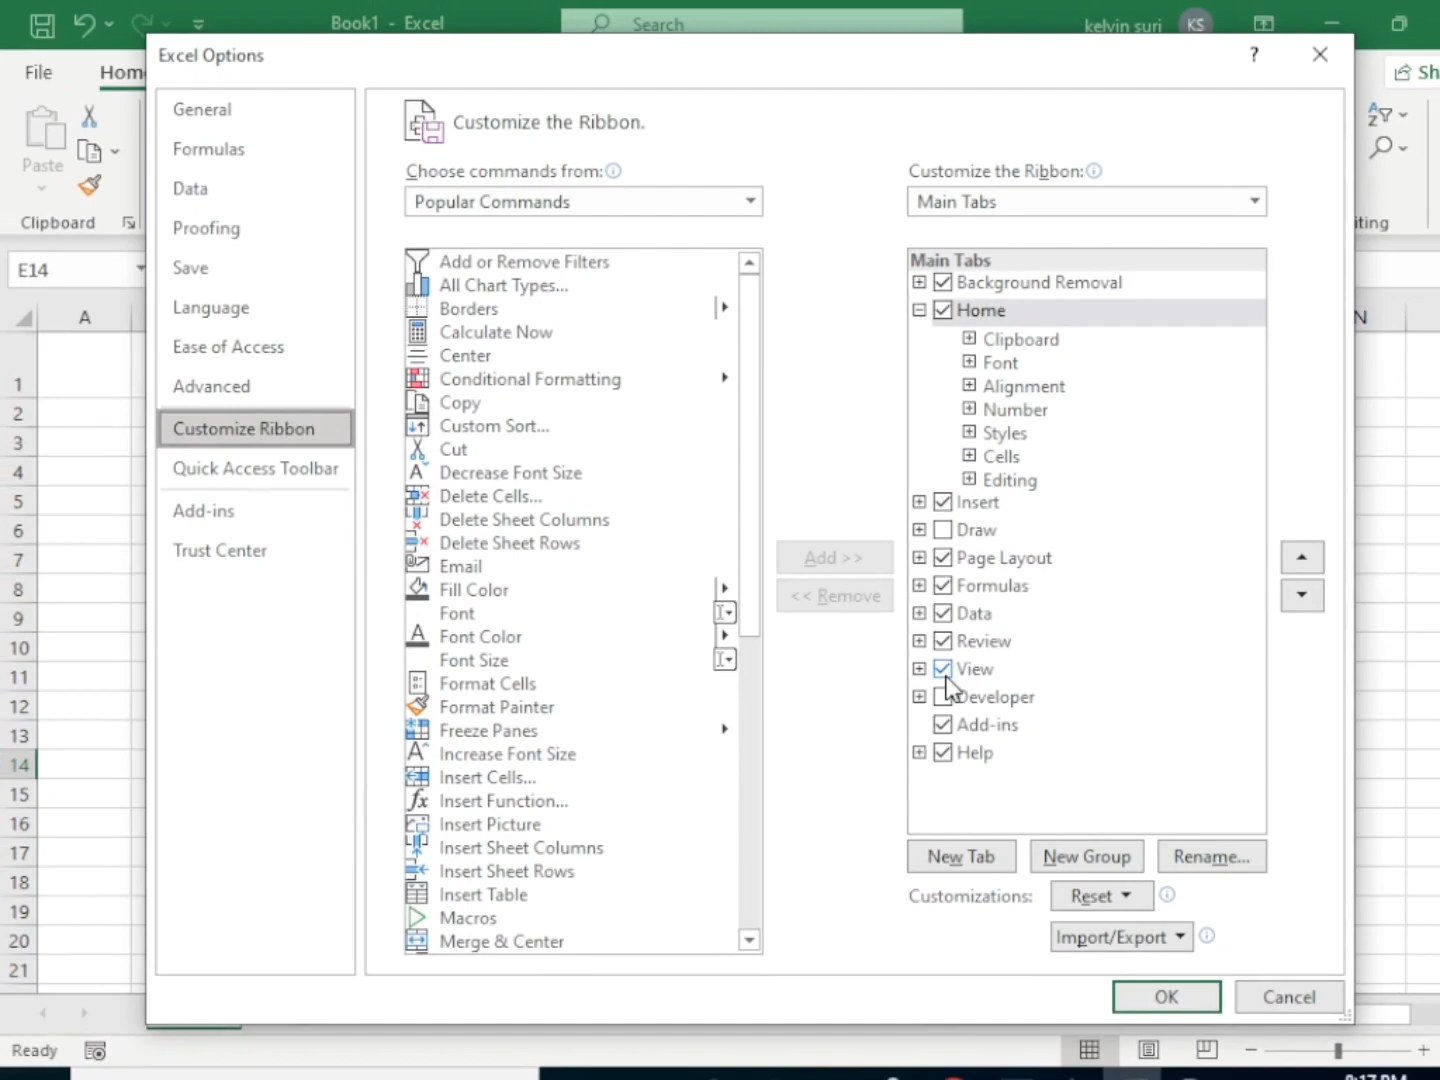 Book1 - Excel
Search
kelvin suri
KS
File
Home
Sh
Paste
Clipboard
iting
E14
A
N
1
2
3
4
5
6
7
8
9
10
11
12
13
14
15
16
17
18
19
20
21
Ready
Excel Options
?
General
Formulas
Data
Proofing
Save
Language
Ease of Access
Advanced
Customize Ribbon
Quick Access Toolbar
Add-ins
Trust Center
Customize the Ribbon.
Choose commands from:
Popular Commands
Add or Remove Filters
All Chart Types...
Borders
Calculate Now
Center
Conditional Formatting
Copy
Custom Sort...
Cut
Decrease Font Size
Delete Cells...
Delete Sheet Columns
Delete Sheet Rows
Email
Fill Color
Font
Font Color
Font Size
Format Cells
Format Painter
Freeze Panes
Increase Font Size
Insert Cells...
Insert Function...
Insert Picture
Insert Sheet Columns
Insert Sheet Rows
Insert Table
Macros
Merge & Center
Add >>
<< Remove
Customize the Ribbon:
Main Tabs
Main Tabs
Background Removal
Home
Clipboard
Font
Alignment
Number
Styles
Cells
Editing
Insert
Draw
Page Layout
Formulas
Data
Review
View
Developer
Add-ins
Help
New Tab
New Group
Rename...
Customizations:
Reset
Import/Export
OK
Cancel